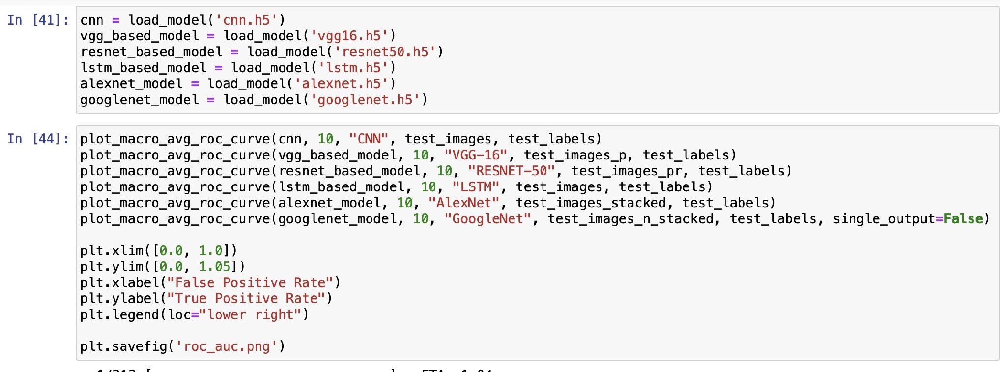 In [41]:
cnn = load_model('cnn.h5')
vgg_based_model = load_model('vgg16.h5')
resnet_based_model = load_model('resnet50.h5')
lstm_based_model = load_model('lstm.h5')
alexnet_model = load_model('alexnet.h5')
googlenet_model = load_model('googlenet.h5')
In [44]:
plot_macro_avg_roc_curve(cnn, 10, "CNN", test_images, test_labels)
plot_macro_avg_roc_curve(vgg_based_model, 10, "VGG-16", test_images_p, test_labels)
plot_macro_avg_roc_curve(resnet_based_model, 10, "RESNET-50", test_images_pr, test_labels)
plot_macro_avg_roc_curve(lstm_based_model, 10, "LSTM", test_images, test_labels)
plot_macro_avg_roc_curve(alexnet_model, 10, "AlexNet", test_images_stacked, test_labels)
plot_macro_avg_roc_curve(googlenet_model, 10, "GoogleNet", test_images_n_stacked, test_labels, single_output=False)
plt.xlim([0.0, 1.0])
plt.ylim([0.0, 1.05])
plt.xlabel("False Positive Rate")
plt.ylabel("True Positive Rate")
plt.legend(loc="lower right")
plt.savefig('roc_auc.png')